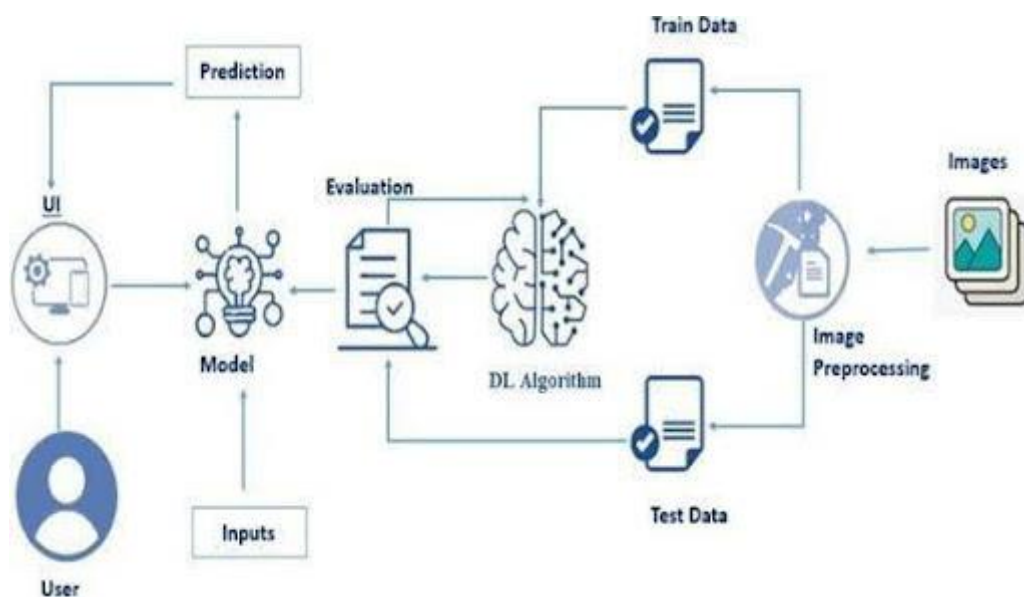 Train Data
Prediction
Images
Evaluation
UI
Image
Preprocessing
Model
DL Algorithm
Test Data
Inputs
User